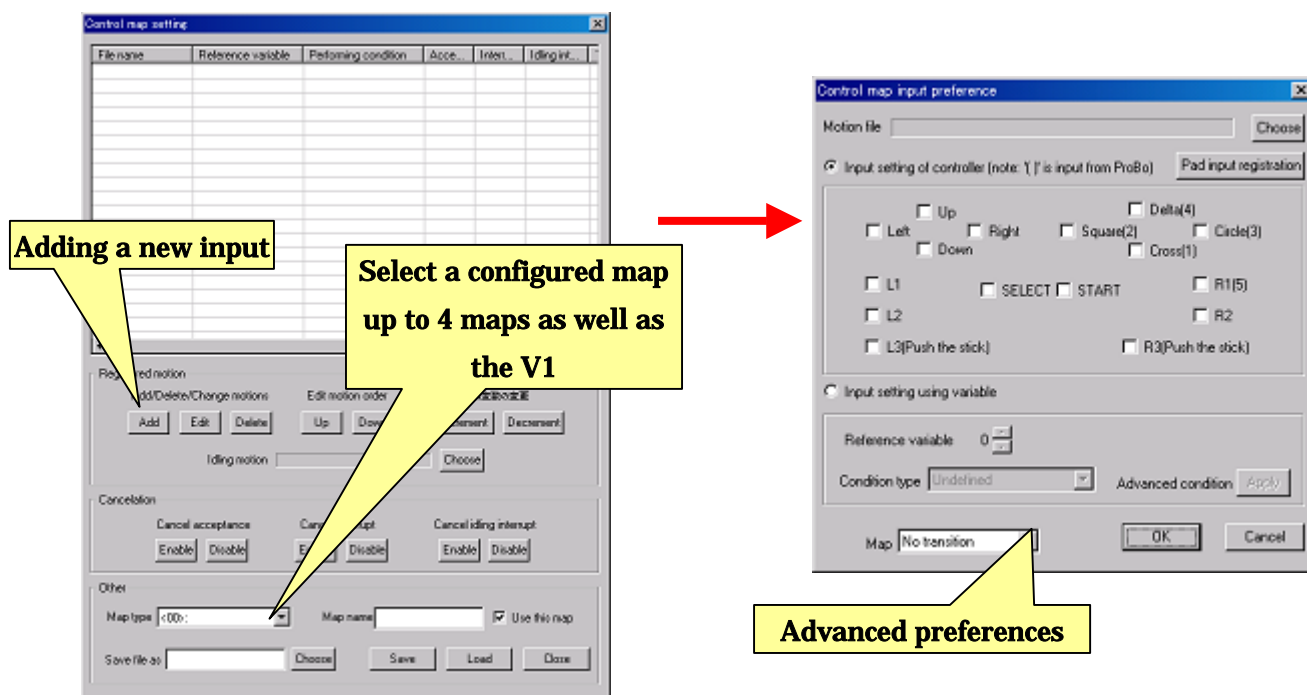 Control map setting
File name Reference variable Performing condition Acce... Interr... Idling int...
Adding a new input
Select a configured map
up to 4 maps as well as
the V1
Registered motion
Add/Delete/Change motions Edit motion order 変数の変更
Add Edit Delete Up Decrement
Idling motion Choose
Cancelation
Cancel acceptance Cancel idling interrupt
Enable Disable Disable Enable Disable
Other
Map type <00>: Map name Use this map
Save file as Choose Save Load Close
Control map input preference
Motion file Choose
Input setting of controller (note: '( )' is input from ProBo) Pad input registration
Up Delta(4)
Left Right Square(2) Circle(3)
Down Cross(1)
L1 SELECT START R1(5)
L2 R2
L3(Push the stick) R3(Push the stick)
Input setting using variable
Reference variable 0
Condition type Undefined Advanced condition Apply
Map No transition OK Cancel
Advanced preferences